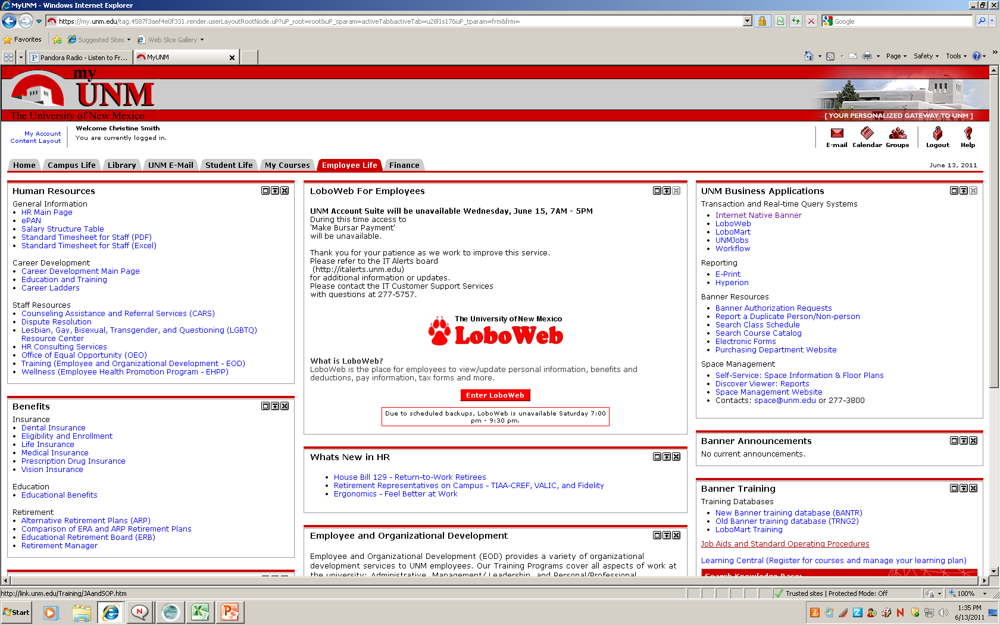 MyUNM - Windows Internet Explorer
https://my.unm.edu/tag.4587f3aef4e0f331.render.userLayoutRootNode.uP?uP_root=root&uP_sparam=activeTab&activeTab=u28l1s17&uP_tparam=frm&frm=
Google
Favorites
Suggested Sites
Web Slice Gallery
Pandora Radio - Listen to Fr...
MyUNM
Page
Safety
Tools
my
UNM
The University of New Mexico
[ YOUR PERSONALIZED GATEWAY TO UNM ]
My Account
Content Layout
Welcome Christine Smith
You are currently logged in.
E-mail
Calendar
Groups
Logout
Help
Home
Campus Life
Library
UNM E-Mail
Student Life
My Courses
Employee Life
Finance
June 13, 2011
Human Resources
General Information
HR Main Page
ePAN
Salary Structure Table
Standard Timesheet for Staff (PDF)
Standard Timesheet for Staff (Excel)
Career Development
Career Development Main Page
Education and Training
Career Ladders
Staff Resources
Counseling Assistance and Referral Services (CARS)
Dispute Resolution
Lesbian, Gay, Bisexual, Transgender, and Questioning (LGBTQ)
Resource Center
HR Consulting Services
Office of Equal Opportunity (OEO)
Training (Employee and Organizational Development - EOD)
Wellness (Employee Health Promotion Program - EHPP)
Benefits
Insurance
Dental Insurance
Eligibility and Enrollment
Life Insurance
Medical Insurance
Prescription Drug Insurance
Vision Insurance
Education
Educational Benefits
Retirement
Alternative Retirement Plans (ARP)
Comparison of ERA and ARP Retirement Plans
Educational Retirement Board (ERB)
Retirement Manager
LoboWeb For Employees
UNM Account Suite will be unavailable Wednesday, June 15, 7AM - 5PM
During this time access to
'Make Bursar Payment'
will be unavailable.
Thank you for your patience as we work to improve this service.
Please refer to the IT Alerts board
(http://italerts.unm.edu)
for additional information or updates.
Please contact the IT Customer Support Services
with questions at 277-5757.
The University of New Mexico
LoboWeb
What is LoboWeb?
LoboWeb is the place for employees to view/update personal information, benefits and
deductions, pay information, tax forms and more.
Enter LoboWeb
Due to scheduled backups, LoboWeb is unavailable Saturday 7:00
pm - 9:30 pm.
Whats New in HR
House Bill 129 - Return-to-Work Retirees
Retirement Representatives on Campus - TIAA-CREF, VALIC, and Fidelity
Ergonomics - Feel Better at Work
Employee and Organizational Development
Employee and Organizational Development (EOD) provides a variety of organizational
development services to UNM employees. Our Training Programs cover all aspects of work at
the university: Administrative, Management/ Leadership, and Personal/Professional
UNM Business Applications
Transaction and Real-time Query Systems
Internet Native Banner
LoboWeb
LoboMart
UNMJobs
Workflow
Reporting
E-Print
Hyperion
Banner Resources
Banner Authorization Requests
Report a Duplicate Person/Non-person
Search Class Schedule
Search Course Catalog
Electronic Forms
Purchasing Department Website
Space Management
Self-Service: Space Information & Floor Plans
Discover Viewer: Reports
Space Management Website
Contacts: space@unm.edu or 277-3800
Banner Announcements
No current announcements.
Banner Training
Training Databases
New Banner training database (BANTR)
Old Banner training database (TRNG2)
LoboMart Training
Job Aids and Standard Operating Procedures
Learning Central (Register for courses and manage your learning plan)
Search Knowledge Base:
http://link.unm.edu/Training/JAandSOP.htm
Trusted sites | Protected Mode: Off
100%
Start
1:35 PM
6/13/2011